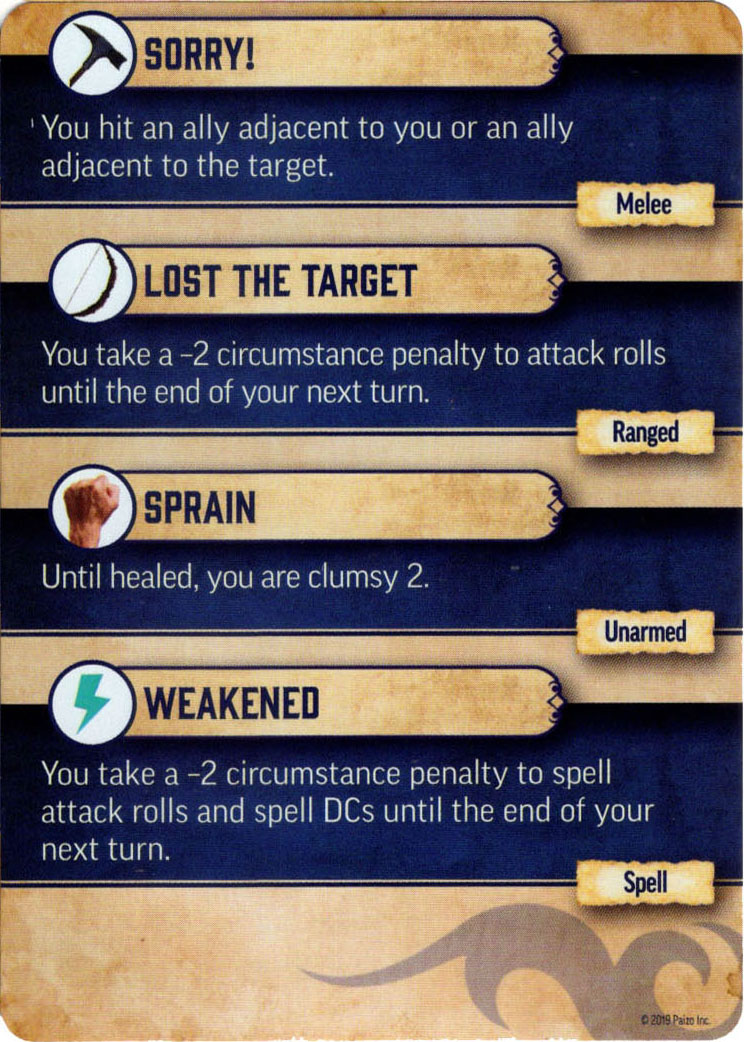 SORRY!
You hit an ally adjacent to you or an ally
adjacent to the target.
Melee
LOST THE TARGET
You take a –2 circumstance penalty to attack rolls
until the end of your next turn.
Ranged
SPRAIN
Until healed, you are clumsy 2.
Unarmed
WEAKENED
You take a –2 circumstance penalty to spell
attack rolls and spell DCs until the end of your
next turn.
Spell
© 2019 Paizo Inc.